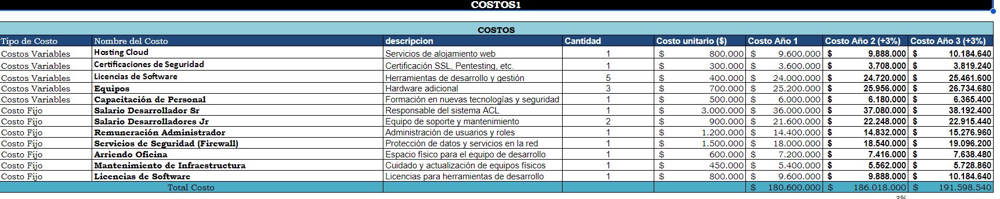 COSTOS1
COSTOS
Tipo de Costo Nombre del Costo descripcion Cantidad Costo unitario ($) Costo Año 1 Costo Año 2 (+3%) Costo Año 3 (+3%)
Costos Variables Hosting Cloud Servicios de alojamiento web 1 $ 800.000 $ 9.600.000 $ 9.888.000 $ 10.184.640
Costos Variables Certificaciones de Seguridad Certificación SSL, Pentesting, etc. 1 $ 300.000 $ 3.600.000 $ 3.708.000 $ 3.819.240
Costos Variables Licencias de Software Herramientas de desarrollo y gestión 5 $ 400.000 $ 24.000.000 $ 24.720.000 $ 25.461.600
Costos Variables Equipos Hardware adicional 3 $ 700.000 $ 25.200.000 $ 25.956.000 $ 26.734.680
Costos Variables Capacitación de Personal Formación en nuevas tecnologías y seguridad 1 $ 500.000 $ 6.000.000 $ 6.180.000 $ 6.365.400
Costo Fijo Salario Desarrollador Sr Responsable del sistema ACL 1 $ 3.000.000 $ 36.000.000 $ 37.080.000 $ 38.192.400
Costo Fijo Salario Desarrolladores Jr Equipo de soporte y mantenimiento 2 $ 900.000 $ 21.600.000 $ 22.248.000 $ 22.915.440
Costo Fijo Remuneración Administrador Administración de usuarios y roles 1 $ 1.200.000 $ 14.400.000 $ 14.832.000 $ 15.276.960
Costo Fijo Servicios de Seguridad (Firewall) Protección de datos y servicios en la red 1 $ 1.500.000 $ 18.000.000 $ 18.540.000 $ 19.096.200
Costo Fijo Arriendo Oficina Espacio físico para el equipo de desarrollo 1 $ 600.000 $ 7.200.000 $ 7.416.000 $ 7.638.480
Costo Fijo Mantenimiento de Infraestructura Cuidado y actualización de equipos físicos 1 $ 450.000 $ 5.400.000 $ 5.562.000 $ 5.728.860
Costo Fijo Licencias de Software Licencias para herramientas de desarrollo 1 $ 800.000 $ 9.600.000 $ 9.888.000 $ 10.184.640
Total Costo $ 180.600.000 $ 186.018.000 $ 191.598.540
3%